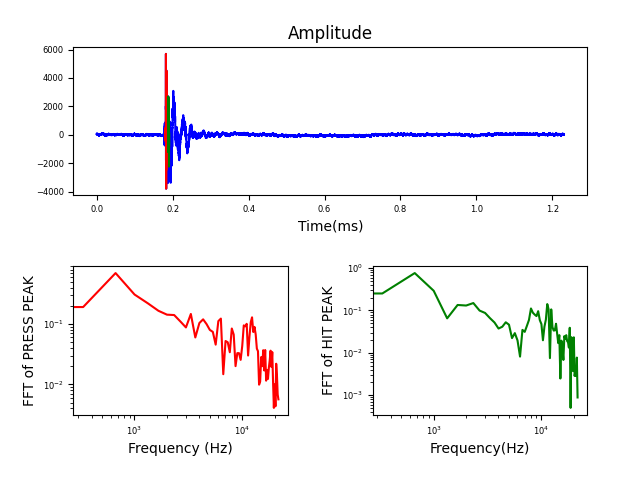 Amplitude
6000
4000
2000
0
−2000
−4000
0.0 0.2 0.4 0.6 0.8 1.0 1.2
Time(ms)
FFT of PRESS PEAK
10⁻¹
10⁻²
10³ 10⁴
Frequency (Hz)
FFT of HIT PEAK
10⁰
10⁻¹
10⁻²
10⁻³
10³ 10⁴
Frequency(Hz)